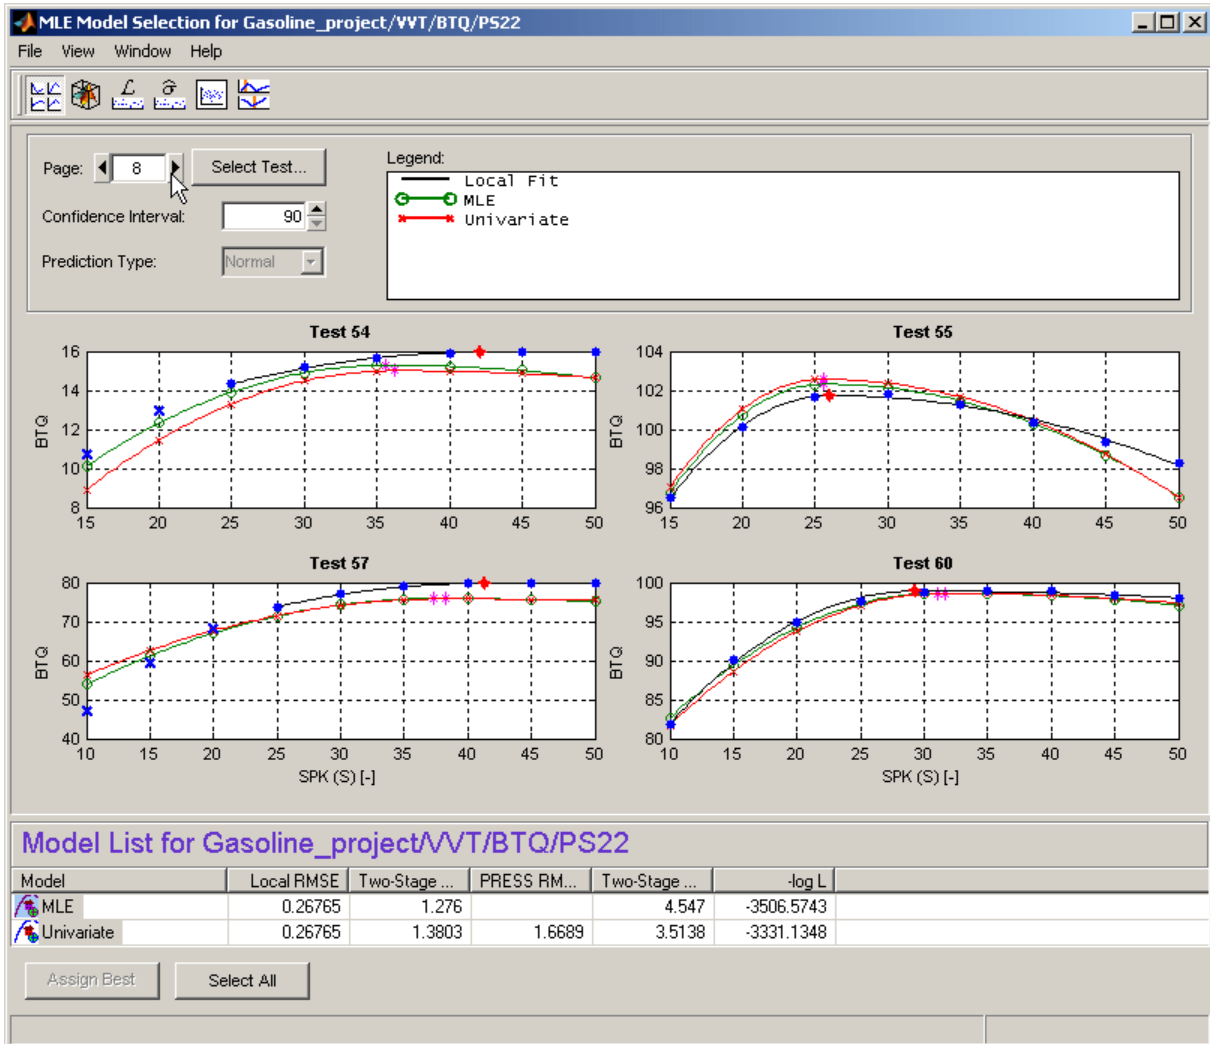 MLE Model Selection for Gasoline_project/VVT/BTQ/PS22
File View Window Help
Page: 8 Select Test...
Confidence Interval: 90
Prediction Type: Normal
Legend:
Local Fit
MLE
Univariate
Test 54
16
14
12
10
8
BTQ
15 20 25 30 35 40 45 50
Test 55
104
102
100
98
96
BTQ
15 20 25 30 35 40 45 50
Test 57
80
70
60
50
40
BTQ
10 15 20 25 30 35 40 45 50
SPK (S) [-]
Test 60
100
95
90
85
80
BTQ
10 15 20 25 30 35 40 45 50
SPK (S) [-]
Model List for Gasoline_project/VVT/BTQ/PS22
Model Local RMSE Two-Stage ... PRESS RM... Two-Stage ... -log L
MLE 0.26765 1.276 4.547 -3506.5743
Univariate 0.26765 1.3803 1.6689 3.5138 -3331.1348
Assign Best Select All